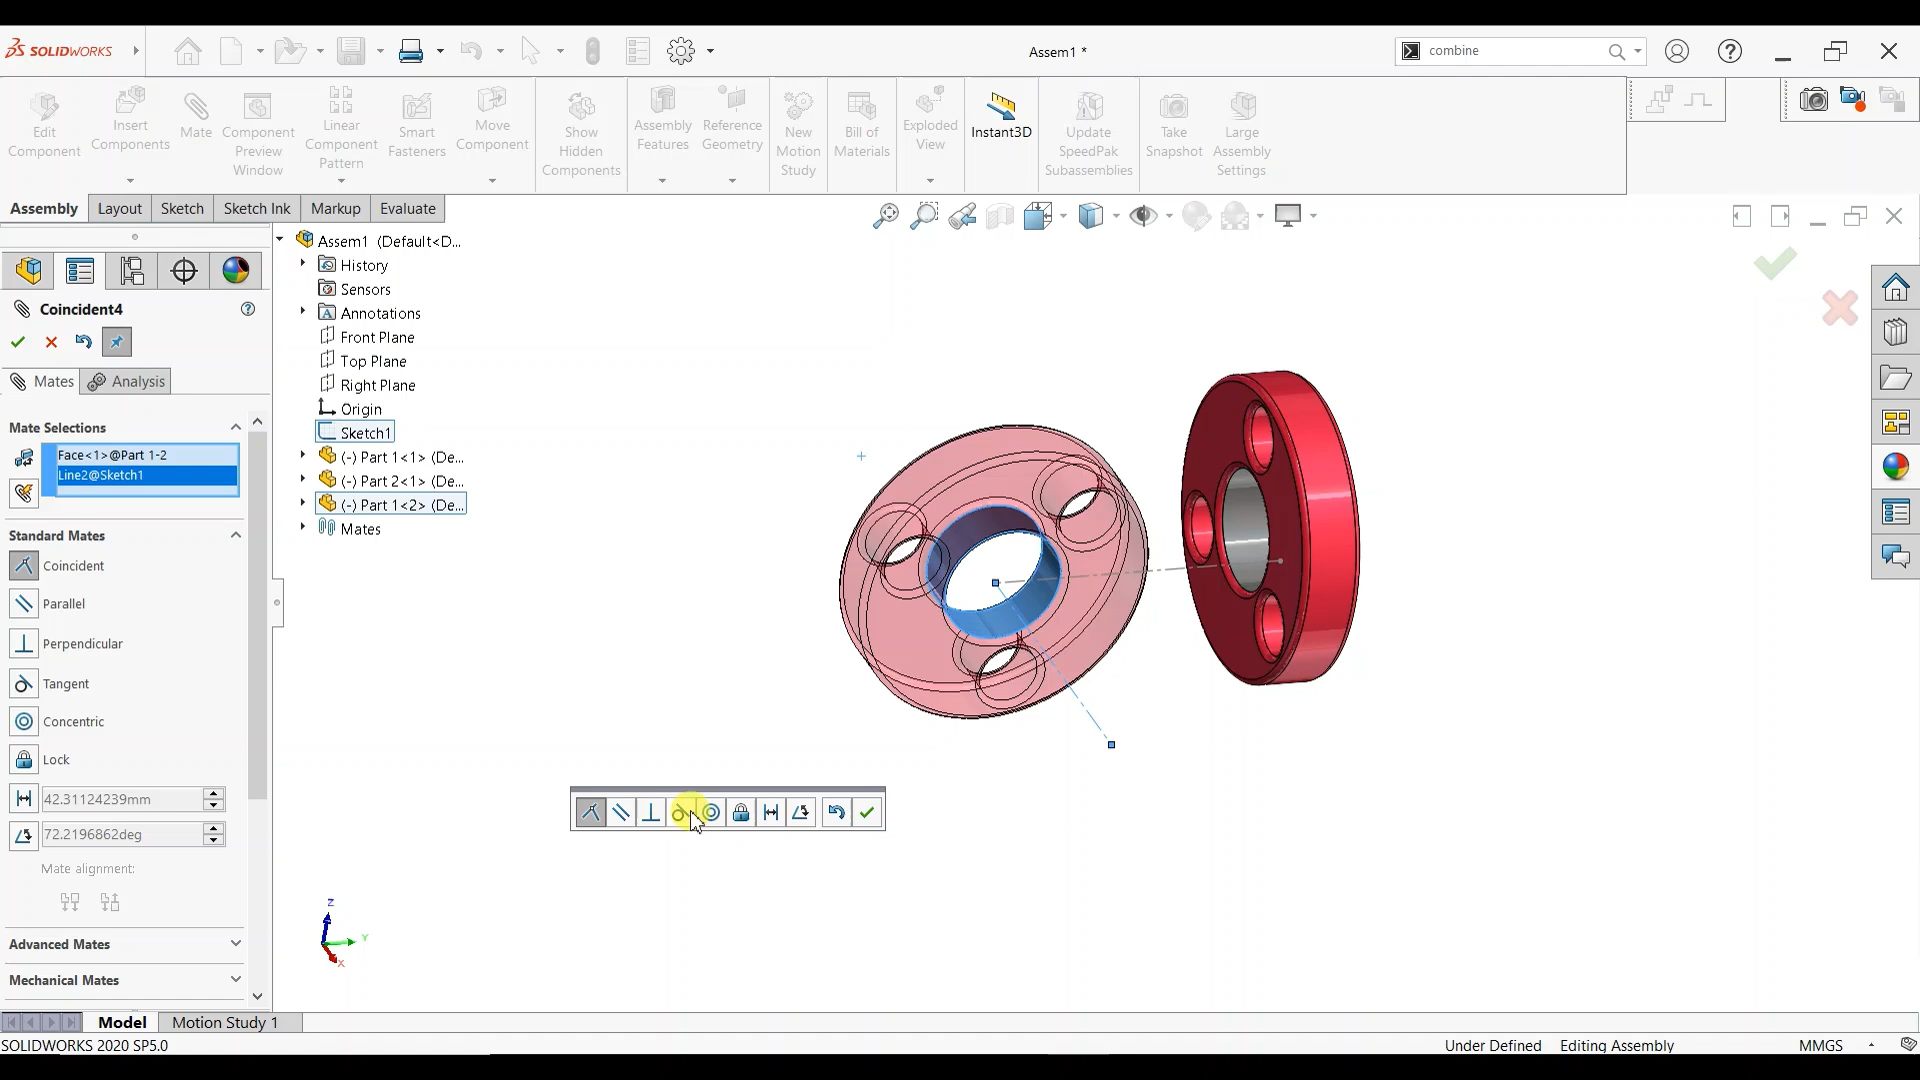 SOLIDWORKS
Assem1 *
combine
Edit Component
Insert Components
Mate
Component Preview Window
Linear Component Pattern
Smart Fasteners
Move Component
Show Hidden Components
Assembly Features
Reference Geometry
New Motion Study
Bill of Materials
Exploded View
Instant3D
Update SpeedPak Subassemblies
Take Snapshot
Large Assembly Settings
Assembly
Layout
Sketch
Sketch Ink
Markup
Evaluate
Coincident4
Mates
Analysis
Mate Selections
Face<1>@Part 1-2
Line2@Sketch1
Standard Mates
Coincident
Parallel
Perpendicular
Tangent
Concentric
Lock
42.31124239mm
72.2196862deg
Mate alignment:
Advanced Mates
Mechanical Mates
Assem1 (Default<D...
History
Sensors
Annotations
Front Plane
Top Plane
Right Plane
Origin
Sketch1
(-) Part 1<1> (De...
(-) Part 2<1> (De...
(-) Part 1<2> (De...
Mates
Z
Y
X
Model
Motion Study 1
SOLIDWORKS 2020 SP5.0
Under Defined
Editing Assembly
MMGS